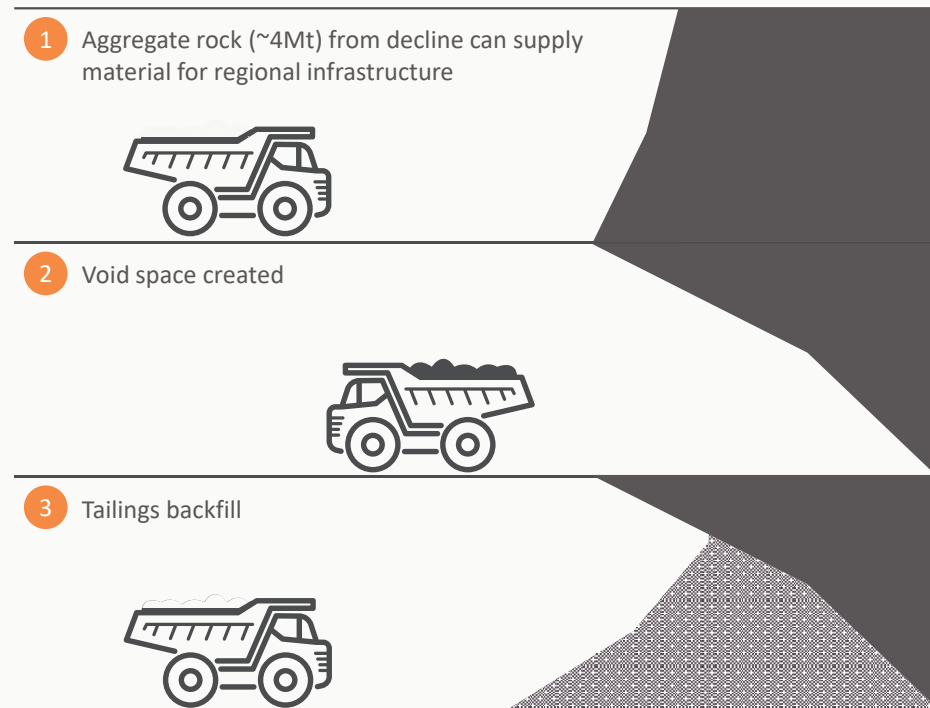 1 Aggregate rock (~4Mt) from decline can supply
material for regional infrastructure
2 Void space created
3 Tailings backfill